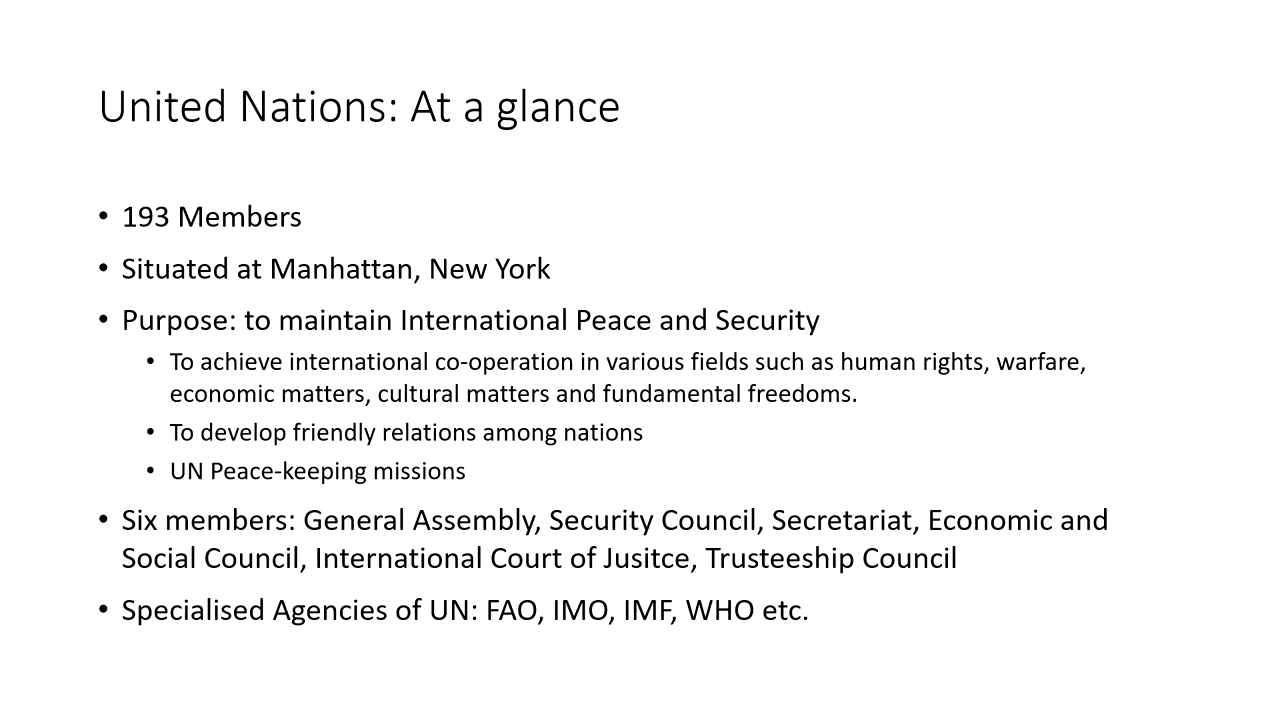 United Nations: At a glance
• 193 Members
• Situated at Manhattan, New York
• Purpose: to maintain International Peace and Security
• To achieve international co-operation in various fields such as human rights, warfare,
economic matters, cultural matters and fundamental freedoms.
• To develop friendly relations among nations
• UN Peace-keeping missions
• Six members: General Assembly, Security Council, Secretariat, Economic and
Social Council, International Court of Jusitce, Trusteeship Council
• Specialised Agencies of UN: FAO, IMO, IMF, WHO etc.